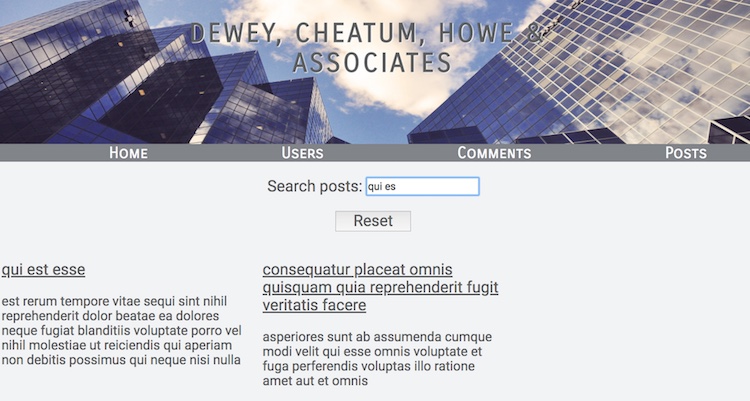 DEWEY, CHEATUM, HOWE &
ASSOCIATES
Home Users Comments Posts
Search posts: qui es
Reset
qui est esse
est rerum tempore vitae sequi sint nihil
reprehenderit dolor beatae ea dolores
neque fugiat blanditiis voluptate porro vel
nihil molestiae ut reiciendis qui aperiam
non debitis possimus qui neque nisi nulla
consequatur placeat omnis
quisquam quia reprehenderit fugit
veritatis facere
asperiores sunt ab assumenda cumque
modi velit qui esse omnis voluptate et
fuga perferendis voluptas illo ratione
amet aut et omnis